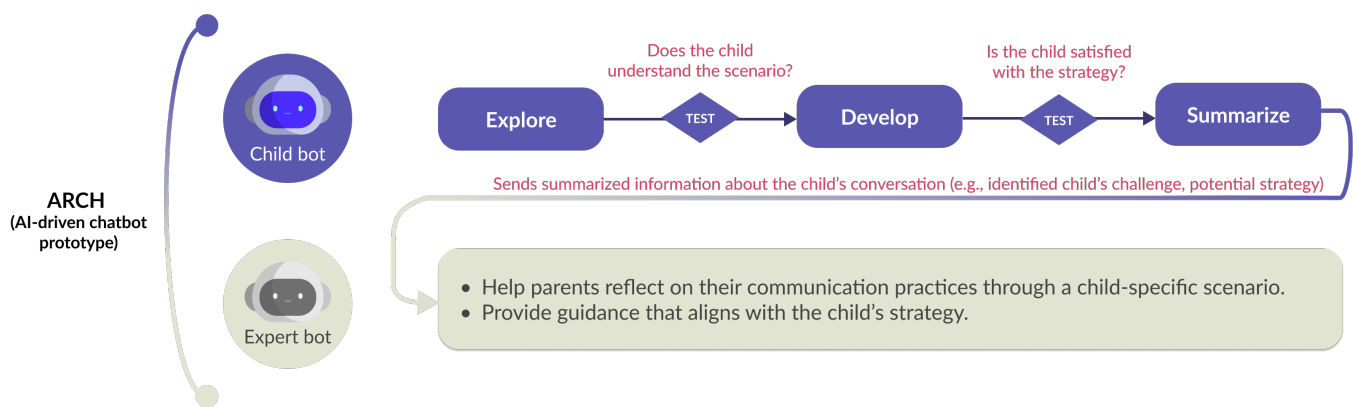 ARCH
(AI-driven chatbot
prototype)
Child bot
Explore
Does the child
understand the scenario?
TEST
Develop
Is the child satisfied
with the strategy?
TEST
Summarize
Sends summarized information about the child's conversation (e.g., identified child's challenge, potential strategy)
Expert bot
• Help parents reflect on their communication practices through a child-specific scenario.
• Provide guidance that aligns with the child's strategy.